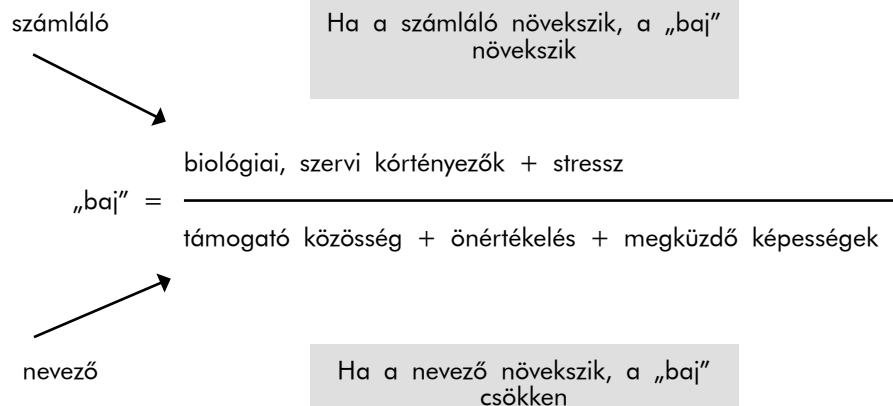 számláló
Ha a számláló növekszik, a „baj”
növekszik
biológiai, szervi kórtényezők + stressz
„baj” =
támogató közösség + önértékelés + megküzdő képességek
nevező
Ha a nevező növekszik, a „baj”
csökken